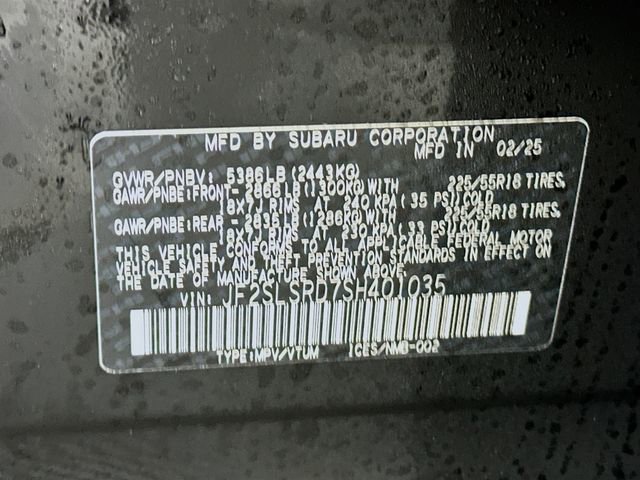 MFD BY SUBARU CORPORATION
MFD IN 02/25
GVWR/PNBV: 5386LB(2443KG)
GAWR/PNBE:FRONT- 2866LB(1300KG)WITH 225/55R18 TIRES,
18X7J RIMS AT 240 KPA(35 PSI)COLD
GAWR/PNBE:REAR - 2835LB(1286KG)WITH 225/55R18 TIRES,
18X7J RIMS AT 230 KPA(33 PSI)COLD
THIS VEHICLE CONFORMS TO ALL APPLICABLE FEDERAL MOTOR
VEHICLE SAFETY AND THEFT PREVENTION STANDARDS IN EFFECT ON
THE DATE OF MANUFACTURE SHOWN ABOVE.
VIN: JF2SLSRD7SH401035
TYPE:MPV/VTUM ICES/NMB-002